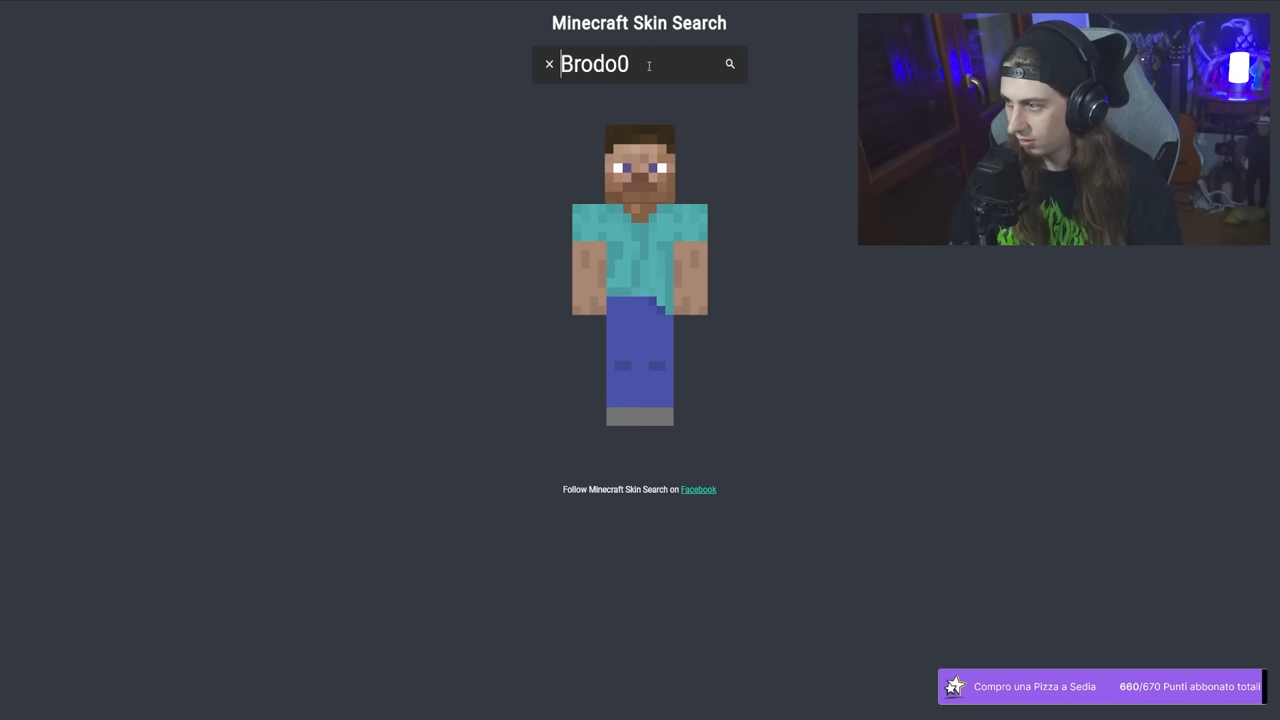 Minecraft Skin Search
Brodo0
Follow Minecraft Skin Search on Facebook
Compro una Pizza a Sedia 660/670 Punti abbonato totali